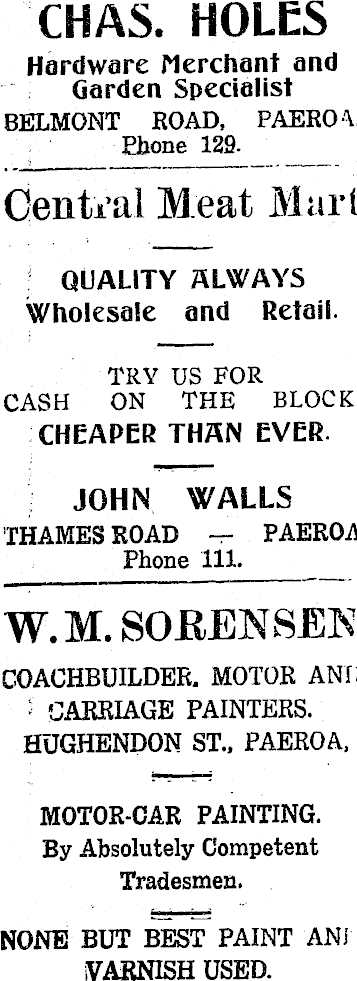 CHAS. HOLES
Hardware Merchant and
Garden Specialist
BELMONT ROAD, PAEROA
Phone 129.
Central Meat Mart
QUALITY ALWAYS
Wholesale and Retail.
TRY US FOR
CASH ON THE BLOCK
CHEAPER THAN EVER.
JOHN WALLS
THAMES ROAD — PAEROA
Phone 111.
W. M. SORENSEN
COACHBUILDER. MOTOR AND
CARRIAGE PAINTERS.
HUGHENDON ST., PAEROA,
MOTOR-CAR PAINTING.
By Absolutely Competent
Tradesmen.
NONE BUT BEST PAINT AND
VARNISH USED.